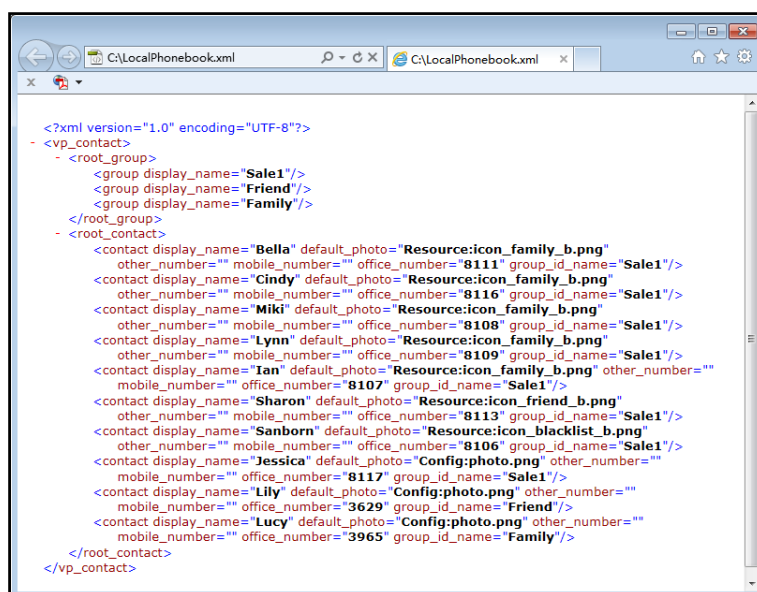 C:\LocalPhonebook.xml
C:\LocalPhonebook.xml
<?xml version="1.0" encoding="UTF-8"?>
- <vp_contact>
- <root_group>
<group display_name="Sale1"/>
<group display_name="Friend"/>
<group display_name="Family"/>
</root_group>
- <root_contact>
<contact display_name="Bella" default_photo="Resource:icon_family_b.png"
other_number="" mobile_number="" office_number="8111" group_id_name="Sale1"/>
<contact display_name="Cindy" default_photo="Resource:icon_family_b.png"
other_number="" mobile_number="" office_number="8116" group_id_name="Sale1"/>
<contact display_name="Miki" default_photo="Resource:icon_family_b.png"
other_number="" mobile_number="" office_number="8108" group_id_name="Sale1"/>
<contact display_name="Lynn" default_photo="Resource:icon_family_b.png"
other_number="" mobile_number="" office_number="8109" group_id_name="Sale1"/>
<contact display_name="Ian" default_photo="Resource:icon_family_b.png" other_number=""
mobile_number="" office_number="8107" group_id_name="Sale1"/>
<contact display_name="Sharon" default_photo="Resource:icon_friend_b.png"
other_number="" mobile_number="" office_number="8113" group_id_name="Sale1"/>
<contact display_name="Sanborn" default_photo="Resource:icon_blacklist_b.png"
other_number="" mobile_number="" office_number="8106" group_id_name="Sale1"/>
<contact display_name="Jessica" default_photo="Config:photo.png" other_number=""
mobile_number="" office_number="8117" group_id_name="Sale1"/>
<contact display_name="Lily" default_photo="Config:photo.png" other_number=""
mobile_number="" office_number="3629" group_id_name="Friend"/>
<contact display_name="Lucy" default_photo="Config:photo.png" other_number=""
mobile_number="" office_number="3965" group_id_name="Family"/>
</root_contact>
</vp_contact>